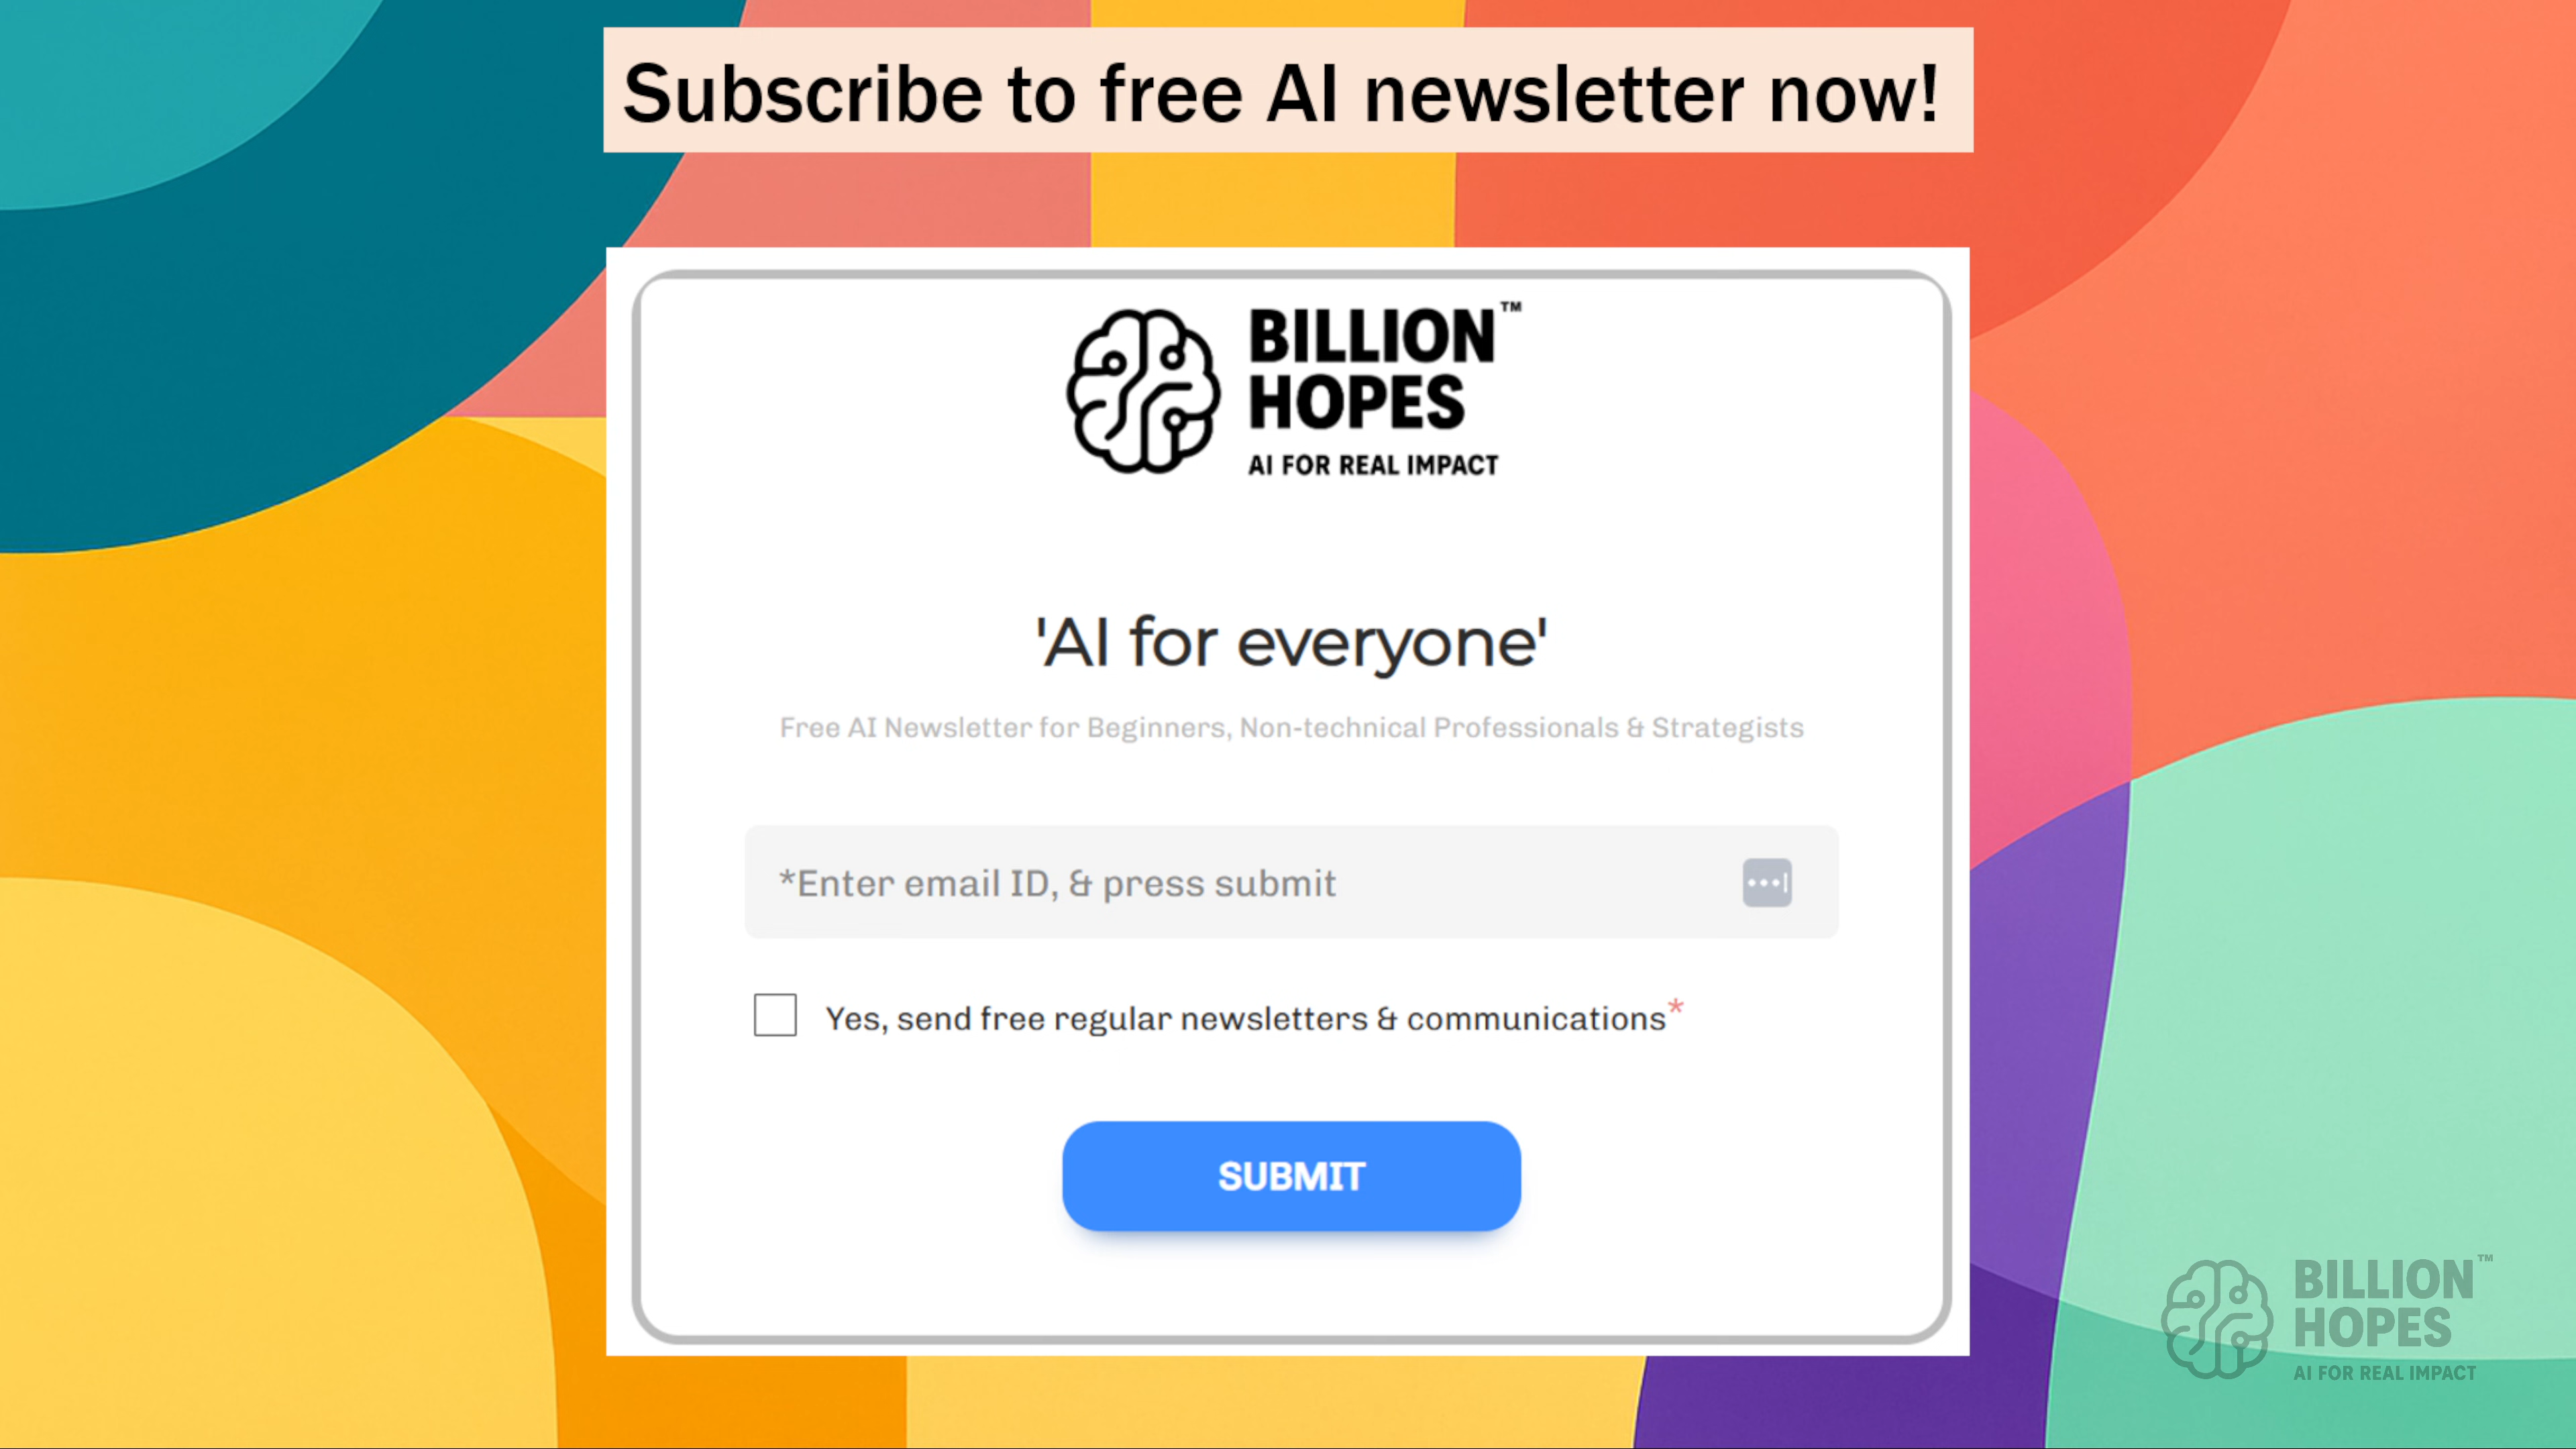 Subscribe to free AI newsletter now!
BILLION™
HOPES
AI FOR REAL IMPACT
'AI for everyone'
Free AI Newsletter for Beginners, Non-technical Professionals & Strategists
*Enter email ID, & press submit
Yes, send free regular newsletters & communications*
SUBMIT
BILLION™
HOPES
AI FOR REAL IMPACT